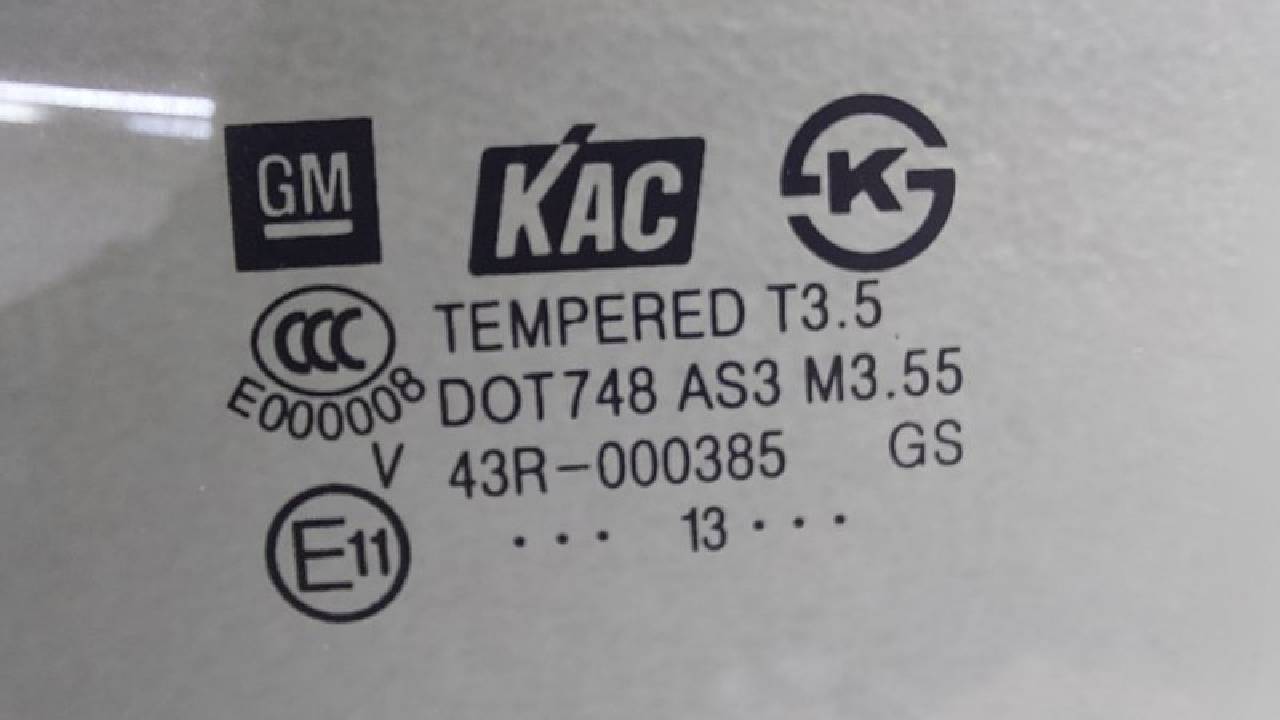 GM KAC K
CCC TEMPERED T3.5
E000008 DOT748 AS3 M3.55
V 43R-000385 GS
E11 ... 13 ...